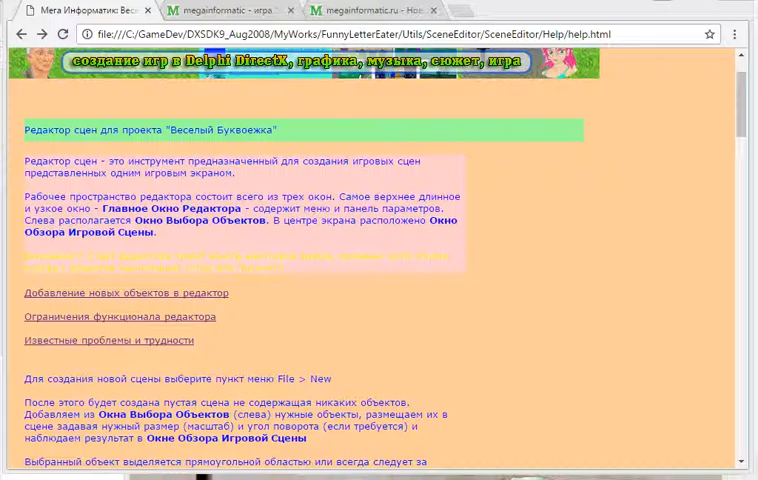 Мега Информатик: Весе
megainformatic - игра
megainformatic.ru - Но
file:///C:/GameDev/DXSDK9_Aug2008/MyWorks/FunnyLetterEater/Utils/SceneEditor/SceneEditor/Help/help.html
создание игр в Delphi DirectX, графика, музыка, сюжет, игра
Редактор сцен для проекта "Веселый Буквоежка"
Редактор сцен - это инструмент предназначенный для создания игровых сцен
представленных одним игровым экраном.
Рабочее пространство редактора состоит всего из трех окон. Самое верхнее длинное
и узкое окно - Главное Окно Редактора - содержит меню и панель параметров.
Слева располагается Окно Выбора Объектов. В центре экрана расположено Окно
Обзора Игровой Сцены.
Добавление новых объектов в редактор
Ограничения функционала редактора
Известные проблемы и трудности
Для создания новой сцены выберите пункт меню File > New
После этого будет создана пустая сцена не содержащая никаких объектов.
Добавляем из Окна Выбора Объектов (слева) нужные объекты, размещаем их в
сцене задавая нужный размер (масштаб) и угол поворота (если требуется) и
наблюдаем результат в Окне Обзора Игровой Сцены
Выбранный объект выделяется прямоугольной областью или всегда следует за